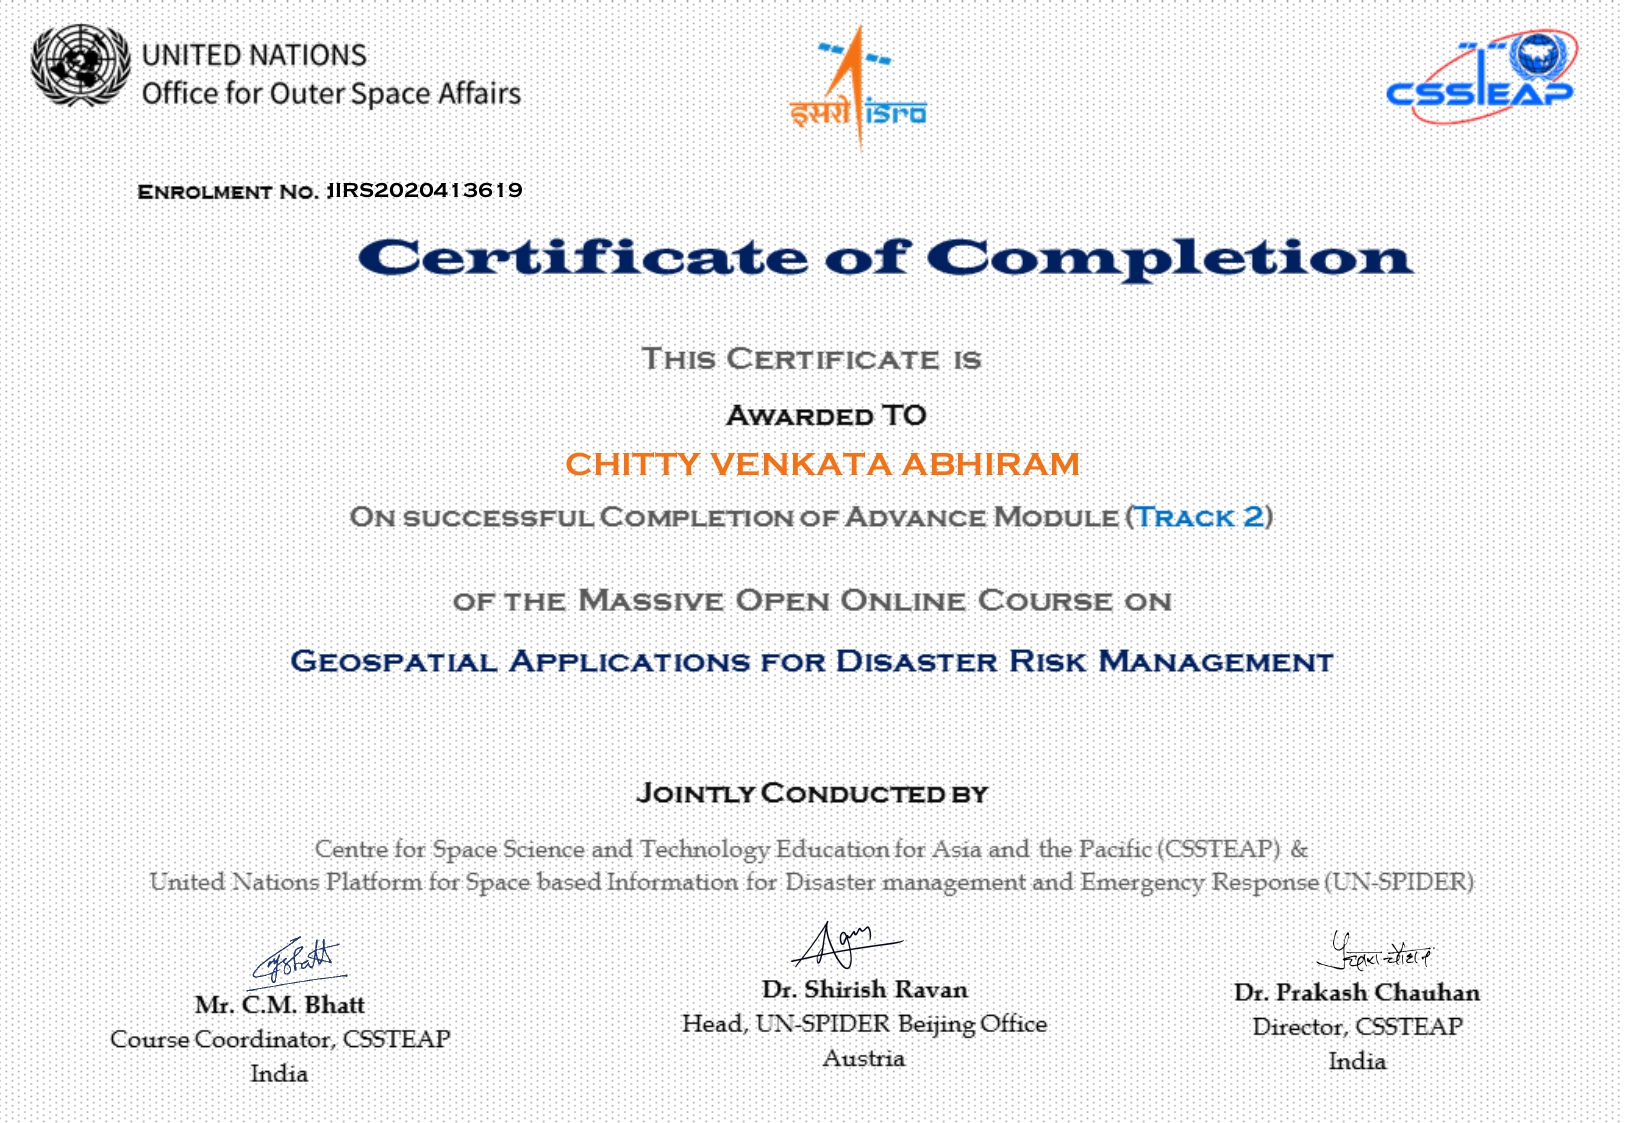 UNITED NATIONS
Office for Outer Space Affairs
इसरो isro
CSSTEAP
ENROLMENT NO. :IIRS2020413619
Certificate of Completion
THIS CERTIFICATE IS
AWARDED TO
CHITTY VENKATA ABHIRAM
ON SUCCESSFUL COMPLETION OF ADVANCE MODULE (TRACK 2)
OF THE MASSIVE OPEN ONLINE COURSE ON
GEOSPATIAL APPLICATIONS FOR DISASTER RISK MANAGEMENT
JOINTLY CONDUCTED BY
Centre for Space Science and Technology Education for Asia and the Pacific (CSSTEAP) &
United Nations Platform for Space based Information for Disaster management and Emergency Response (UN-SPIDER)
Mr. C.M. Bhatt
Course Coordinator, CSSTEAP
India
Dr. Shirish Ravan
Head, UN-SPIDER Beijing Office
Austria
Dr. Prakash Chauhan
Director, CSSTEAP
India